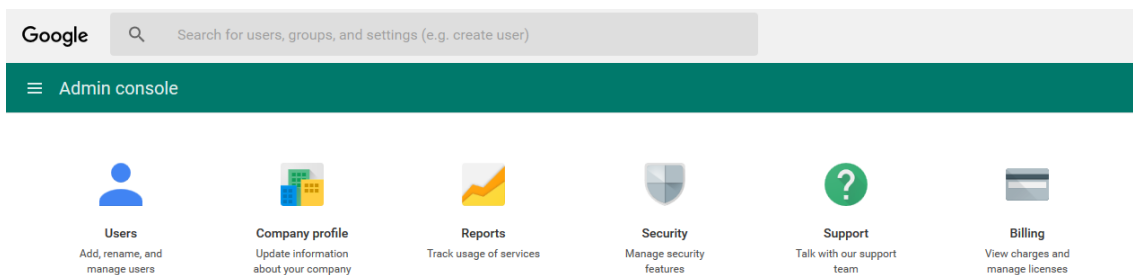 Google
Search for users, groups, and settings (e.g. create user)
Admin console
Users
Add, rename, and
manage users
Company profile
Update information
about your company
Reports
Track usage of services
Security
Manage security
features
Support
Talk with our support
team
Billing
View charges and
manage licenses